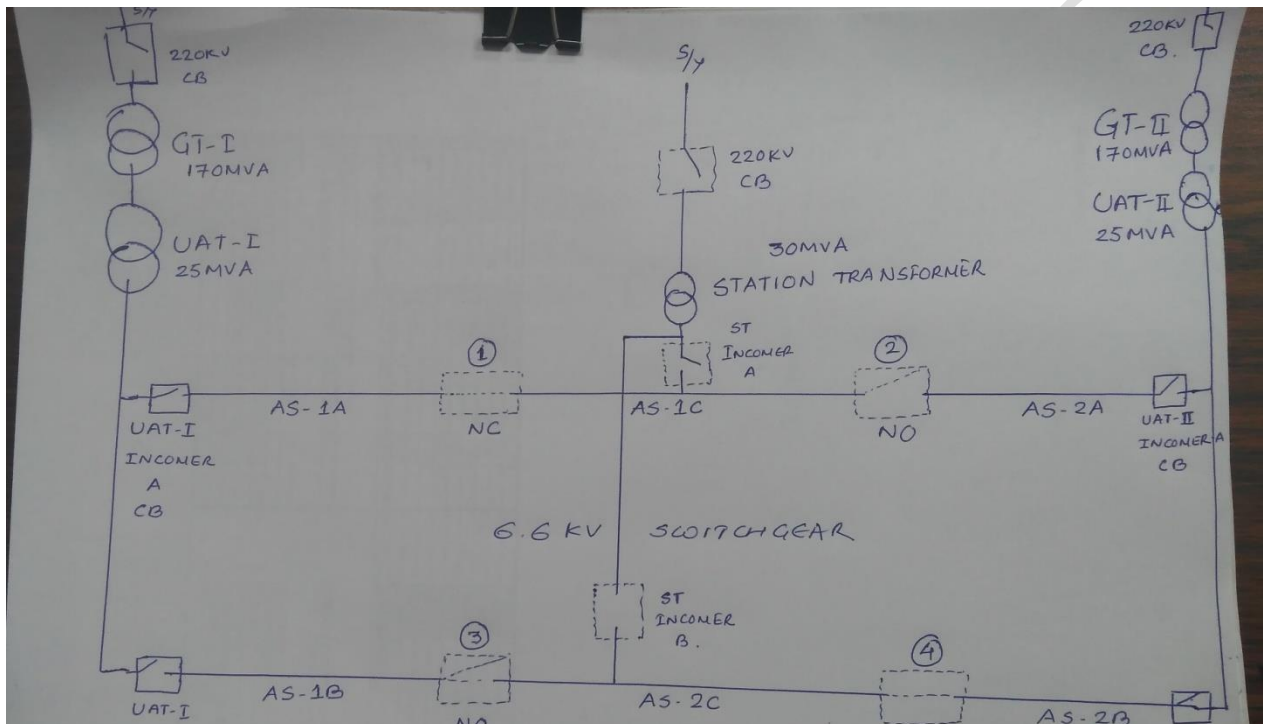 S/Y
220KV
CB
GT-I
170MVA
UAT-I
25MVA
S/Y
220KV
CB
30MVA
STATION TRANSFORMER
220KV
CB.
GT-II
170MVA
UAT-II
25MVA
ST
INCOMER
A
1
2
AS-1A
AS-1C
AS-2A
NC
NO
UAT-I
INCOMER
A
CB
UAT-II
INCOMER A
CB
6.6 KV SWITCHGEAR
ST
INCOMER
B.
3
4
AS-1B
AS-2C
AS-2B
UAT-I
NO